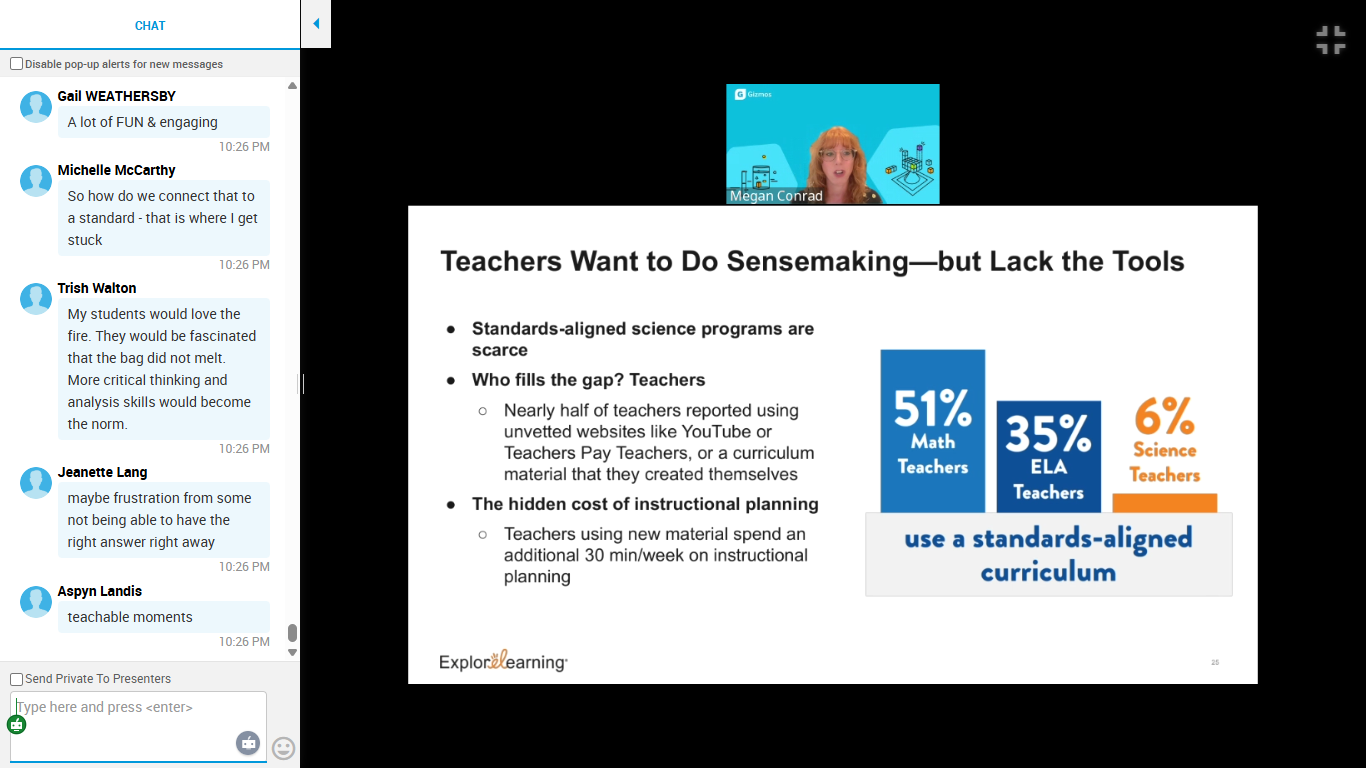 CHAT
Disable pop-up alerts for new messages
Gail WEATHERSBY
A lot of FUN & engaging
10:26 PM
Michelle McCarthy
So how do we connect that to
a standard - that is where I get
stuck
10:26 PM
Trish Walton
My students would love the
fire. They would be fascinated
that the bag did not melt.
More critical thinking and
analysis skills would become
the norm.
10:26 PM
Jeanette Lang
maybe frustration from some
not being able to have the
right answer right away
10:26 PM
Aspyn Landis
teachable moments
10:26 PM
Send Private To Presenters
Type here and press <enter>
G Gizmos
Megan Conrad
Teachers Want to Do Sensemaking—but Lack the Tools
● Standards-aligned science programs are
scarce
● Who fills the gap? Teachers
○ Nearly half of teachers reported using
unvetted websites like YouTube or
Teachers Pay Teachers, or a curriculum
material that they created themselves
● The hidden cost of instructional planning
○ Teachers using new material spend an
additional 30 min/week on instructional
planning
51%
Math
Teachers
35%
ELA
Teachers
6%
Science
Teachers
use a standards-aligned
curriculum
ExploreLearning
25